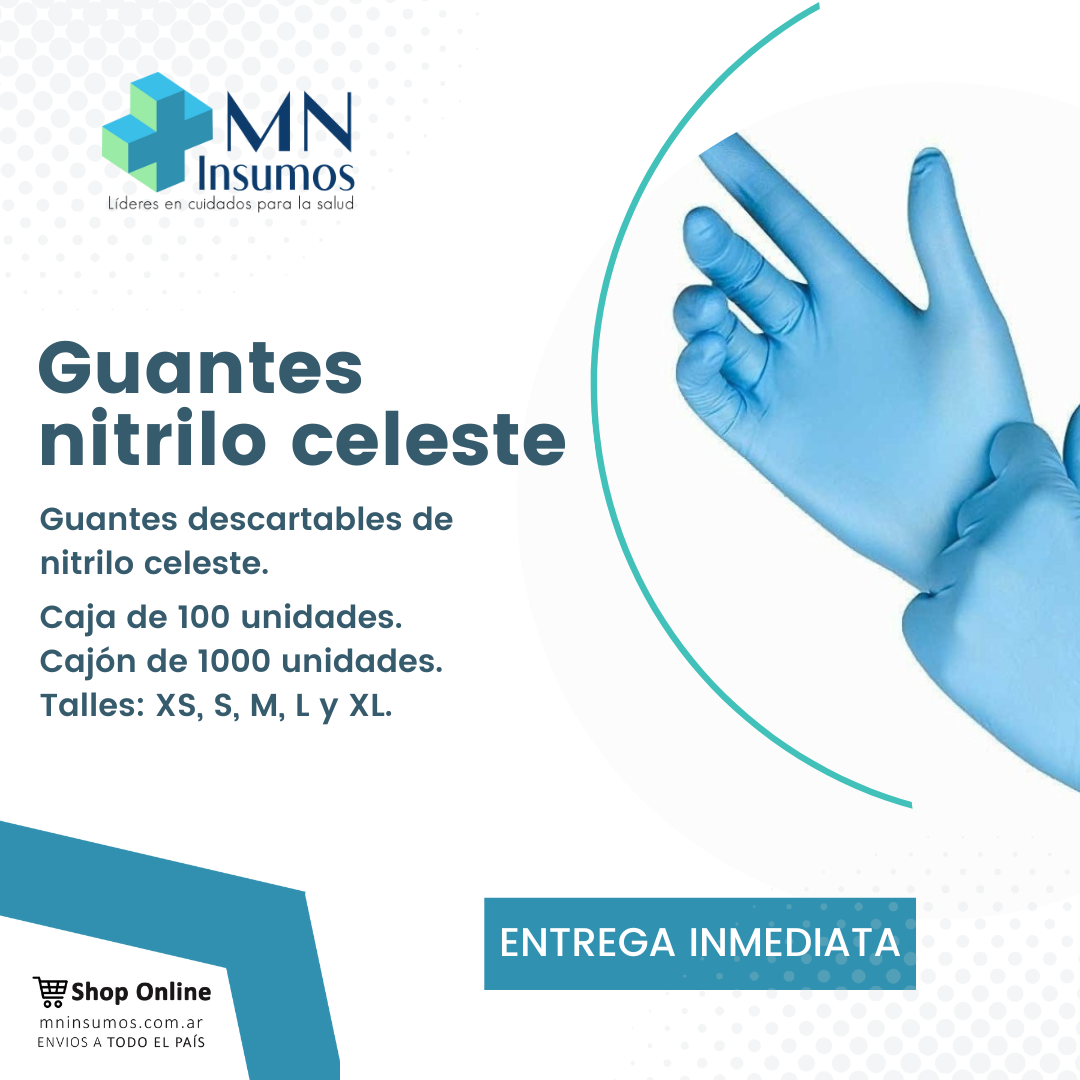 MN
Insumos
Líderes en cuidados para la salud
Guantes
nitrilo celeste
Guantes descartables de
nitrilo celeste.
Caja de 100 unidades.
Cajón de 1000 unidades.
Talles: XS, S, M, L y XL.
ENTREGA INMEDIATA
Shop Online
mninsumos.com.ar
ENVIOS A TODO EL PAÍS